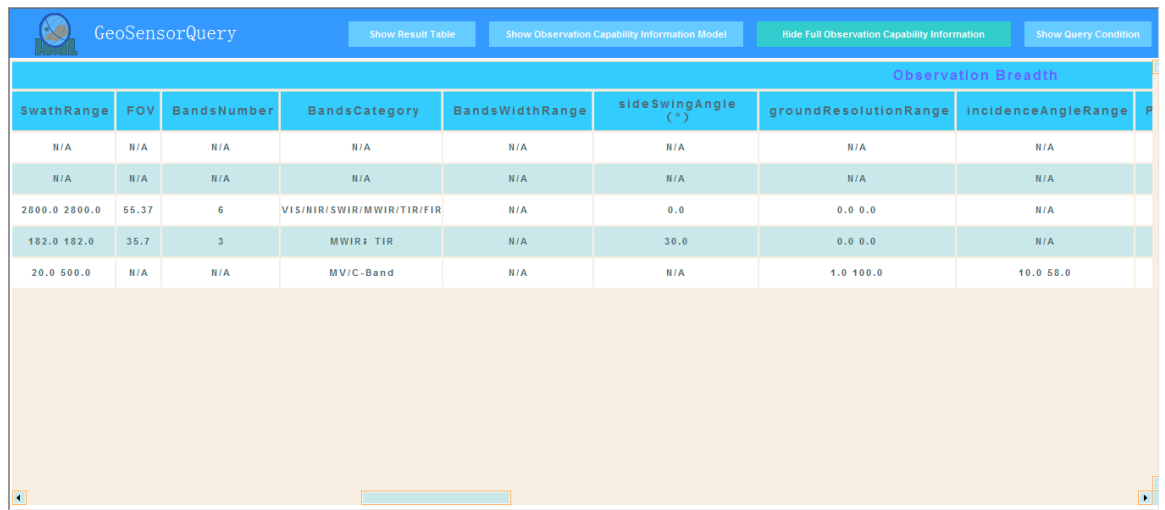 GeoSensorQuery Show Result Table Show Observation Capability Information Model Hide Full Observation Capability Information Show Query Condition
Observation Breadth
SwathRange FOV BandsNumber BandsCategory BandsWidthRange sideSwingAngle (°) groundResolutionRange incidenceAngleRange P
N/A N/A N/A N/A N/A N/A N/A N/A
N/A N/A N/A N/A N/A N/A N/A N/A
2800.0 2800.0 55.37 6 VIS/NIR/SWIR/MWIR/TIR/FIR N/A 0.0 0.0 0.0 N/A
182.0 182.0 35.7 3 MWIR; TIR N/A 30.0 0.0 0.0 N/A
20.0 500.0 N/A N/A MV/C-Band N/A N/A 1.0 100.0 10.0 58.0